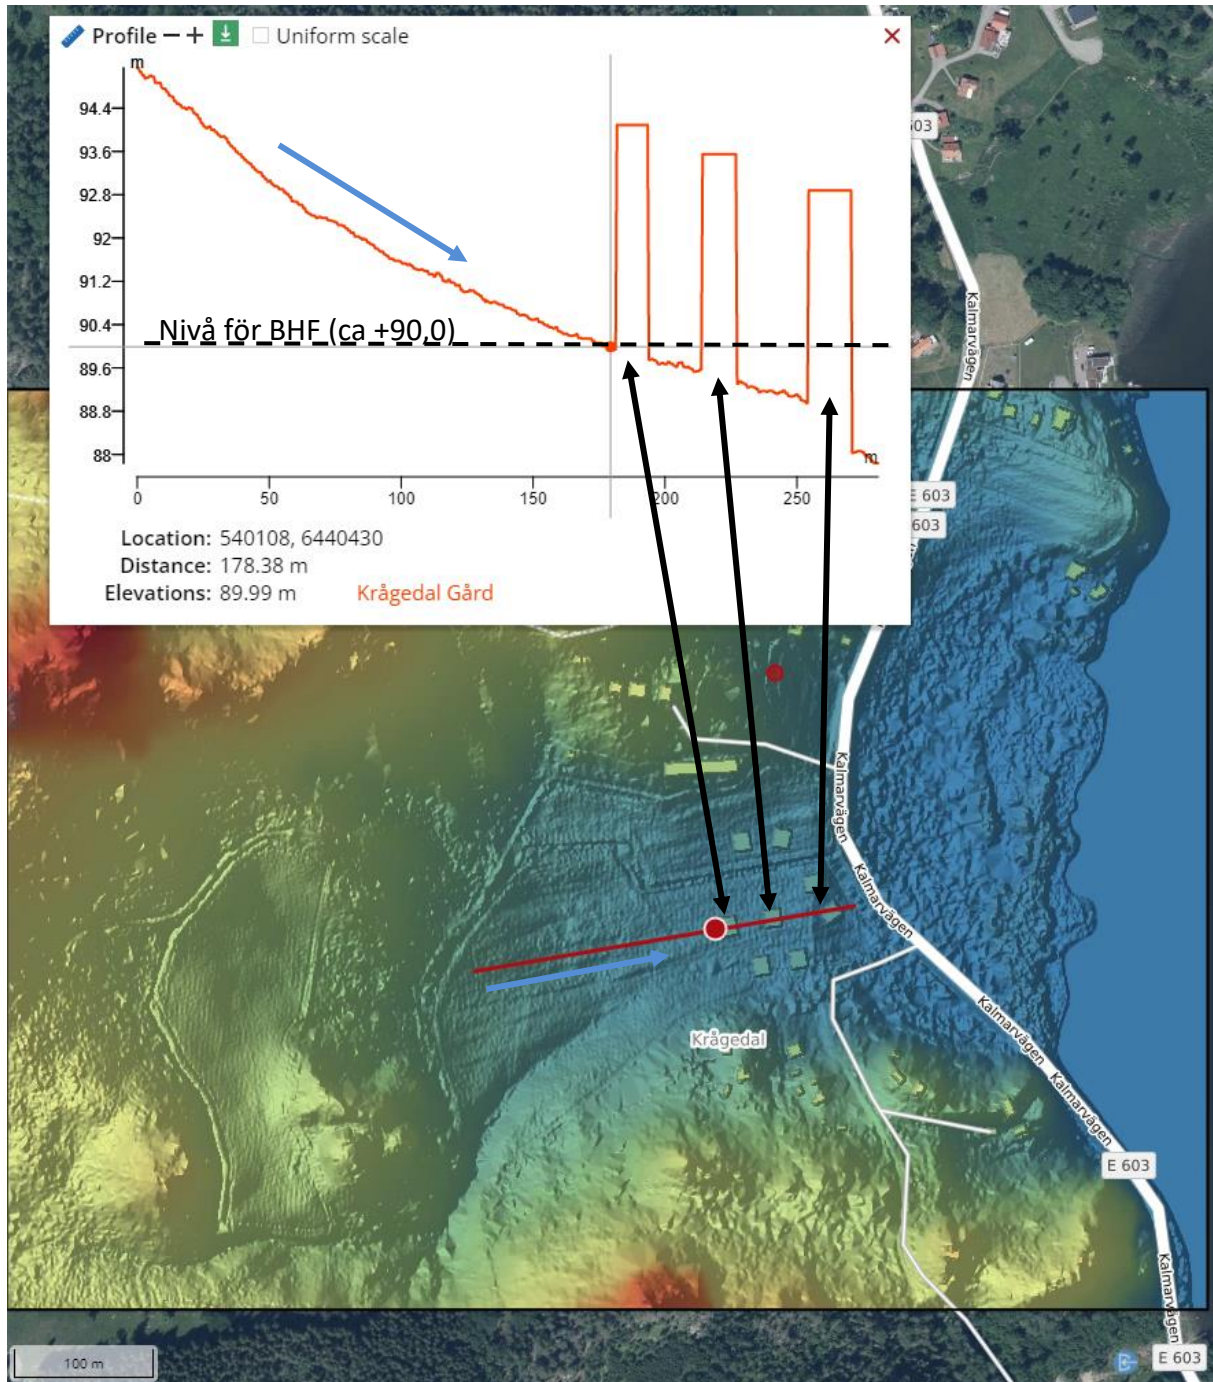 Profile − + Uniform scale
m
94.4
93.6
92.8
92
91.2
90.4
89.6
88.8
88
Nivå för BHF (ca +90,0)
m
0 50 100 150 200 250
Location: 540108, 6440430
Distance: 178.38 m
Elevations: 89.99 m
Krågedal Gård
603
Kalmarvägen
E 603
603
Kalmarvägen
Kalmarvägen
Krågedal
Kalmarvägen
Kalmarvägen
E 603
Kalmarvägen
E 603
100 m